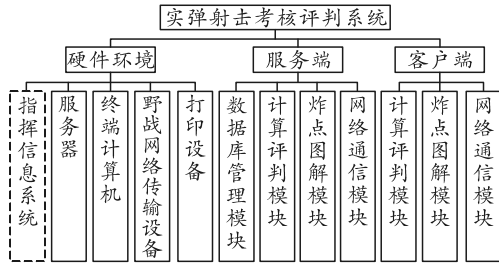 实弹射击考核评判系统
硬件环境
服务端
客户端
指挥信息系统
服务器
终端计算机
野战网络传输设备
打印设备
数据库管理模块
计算评判模块
炸点图解模块
网络通信模块
计算评判模块
炸点图解模块
网络通信模块